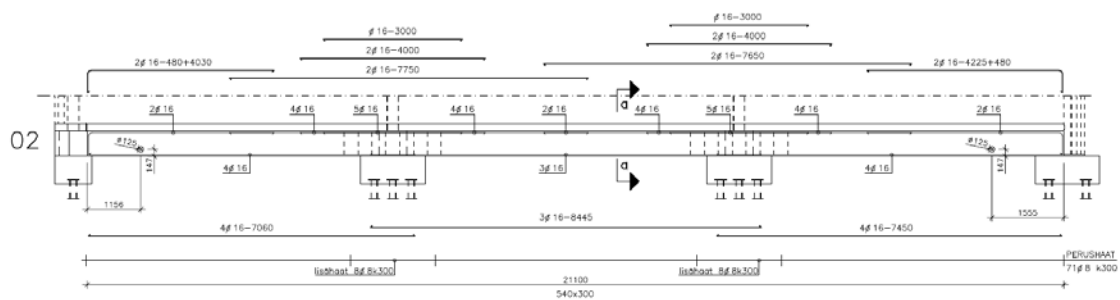 ø 16-3000
ø 16-3000
2ø 16-4000
2ø 16-4000
2ø 16-480+4030
2ø 16-7750
2ø 16-7650
2ø 16-4225+480
a
2ø 16
4ø 16
5ø 16
4ø 16
2ø 16
4ø 16
5ø 16
4ø 16
2ø 16
02
ø125
147
4ø 16
3ø 16
4ø 16
ø125
147
a
1156
1555
4ø 16-7060
3ø 16-8445
4ø 16-7450
lisähaat 8ø 8k300
lisähaat 8ø 8k300
PERUSHAAT
71ø 8 k300
21100
540x300